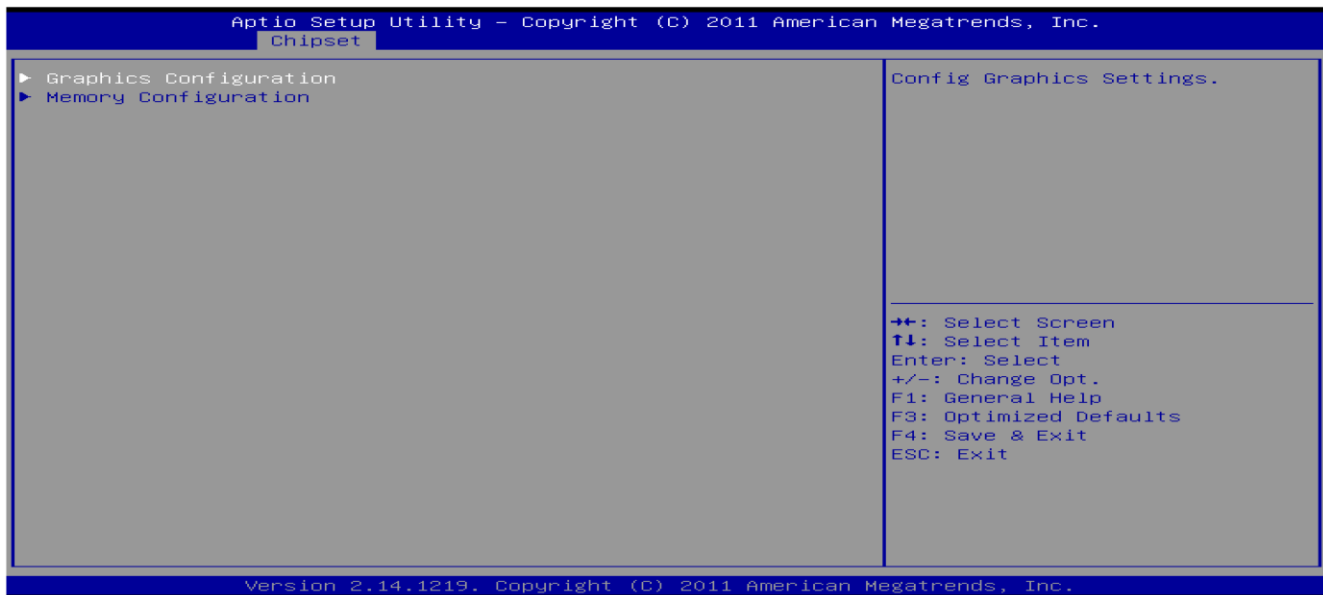 Aptio Setup Utility – Copyright (C) 2011 American Megatrends, Inc.
Chipset
► Graphics Configuration
► Memory Configuration
Config Graphics Settings.
→←: Select Screen
↑↓: Select Item
Enter: Select
+/-: Change Opt.
F1: General Help
F3: Optimized Defaults
F4: Save & Exit
ESC: Exit
Version 2.14.1219. Copyright (C) 2011 American Megatrends, Inc.